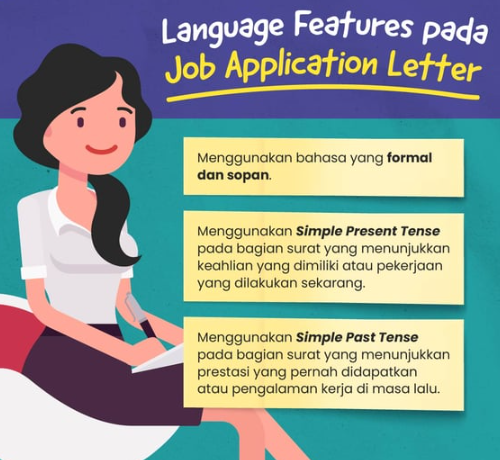 Language Features pada
Job Application Letter
Menggunakan bahasa yang formal
dan sopan.
Menggunakan Simple Present Tense
pada bagian surat yang menunjukkan
keahlian yang dimiliki atau pekerjaan
yang dilakukan sekarang.
Menggunakan Simple Past Tense
pada bagian surat yang menunjukkan
prestasi yang pernah didapatkan
atau pengalaman kerja di masa lalu.